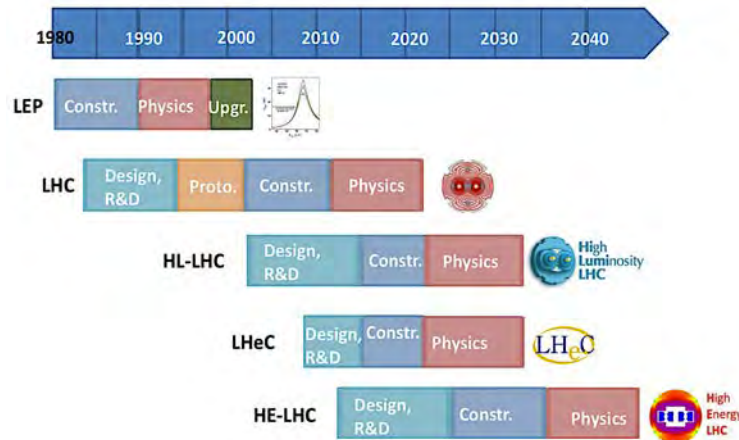 1980 1990 2000 2010 2020 2030 2040
LEP Constr. Physics Upgr.
LHC Design, R&D Proto. Constr. Physics
HL-LHC Design, R&D Constr. Physics High Luminosity LHC
LHeC Design, R&D Constr. Physics LHeC
HE-LHC Design, R&D Constr. Physics High Energy LHC